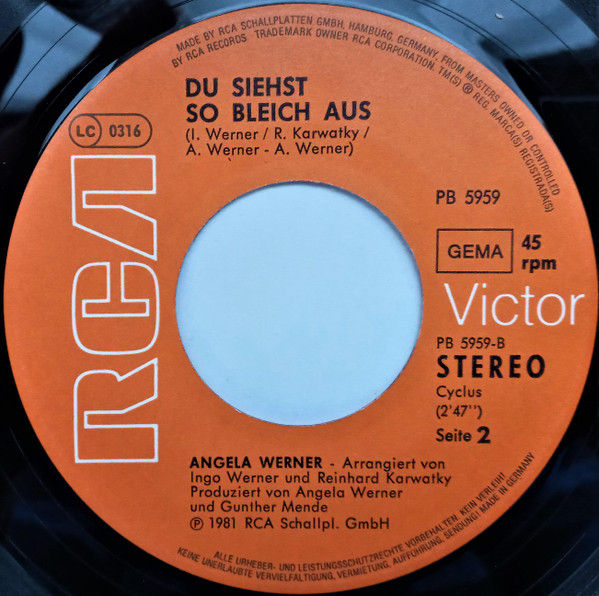 MADE BY RCA SCHALLPLATTEN GMBH, HAMBURG, GERMANY, FROM MASTERS OWNED OR CONTROLLED
BY RCA RECORDS TRADEMARK OWNER RCA CORPORATION. TM(S) ® REG. MARCA(S) REGISTRADA(S)
DU SIEHST
SO BLEICH AUS
(I. Werner / R. Karwatky /
A. Werner - A. Werner)
LC 0316
RCA
PB 5959
GEMA
45
rpm
Victor
PB 5959-B
STEREO
Cyclus
(2'47'')
Seite 2
ANGELA WERNER - Arrangiert von
Ingo Werner und Reinhard Karwatky
Produziert von Angela Werner
und Gunther Mende
℗ 1981 RCA Schallpl. GmbH
ALLE URHEBER- UND LEISTUNGSSCHUTZRECHTE VORBEHALTEN. KEIN VERLEIH!
KEINE UNERLAUBTE VERVIELFÄLTIGUNG, VERMIETUNG, AUFFÜHRUNG, SENDUNG! MADE IN GERMANY